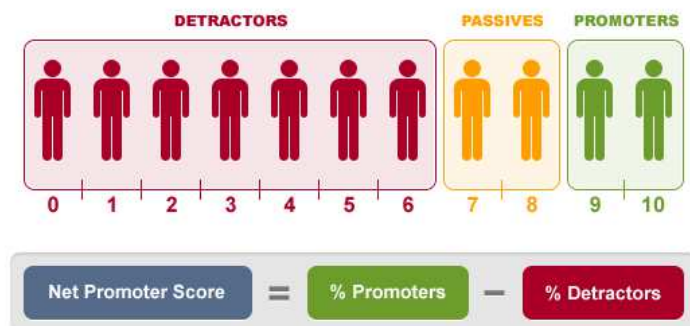 DETRACTORS PASSIVES PROMOTERS
0 1 2 3 4 5 6 7 8 9 10
Net Promoter Score = % Promoters − % Detractors